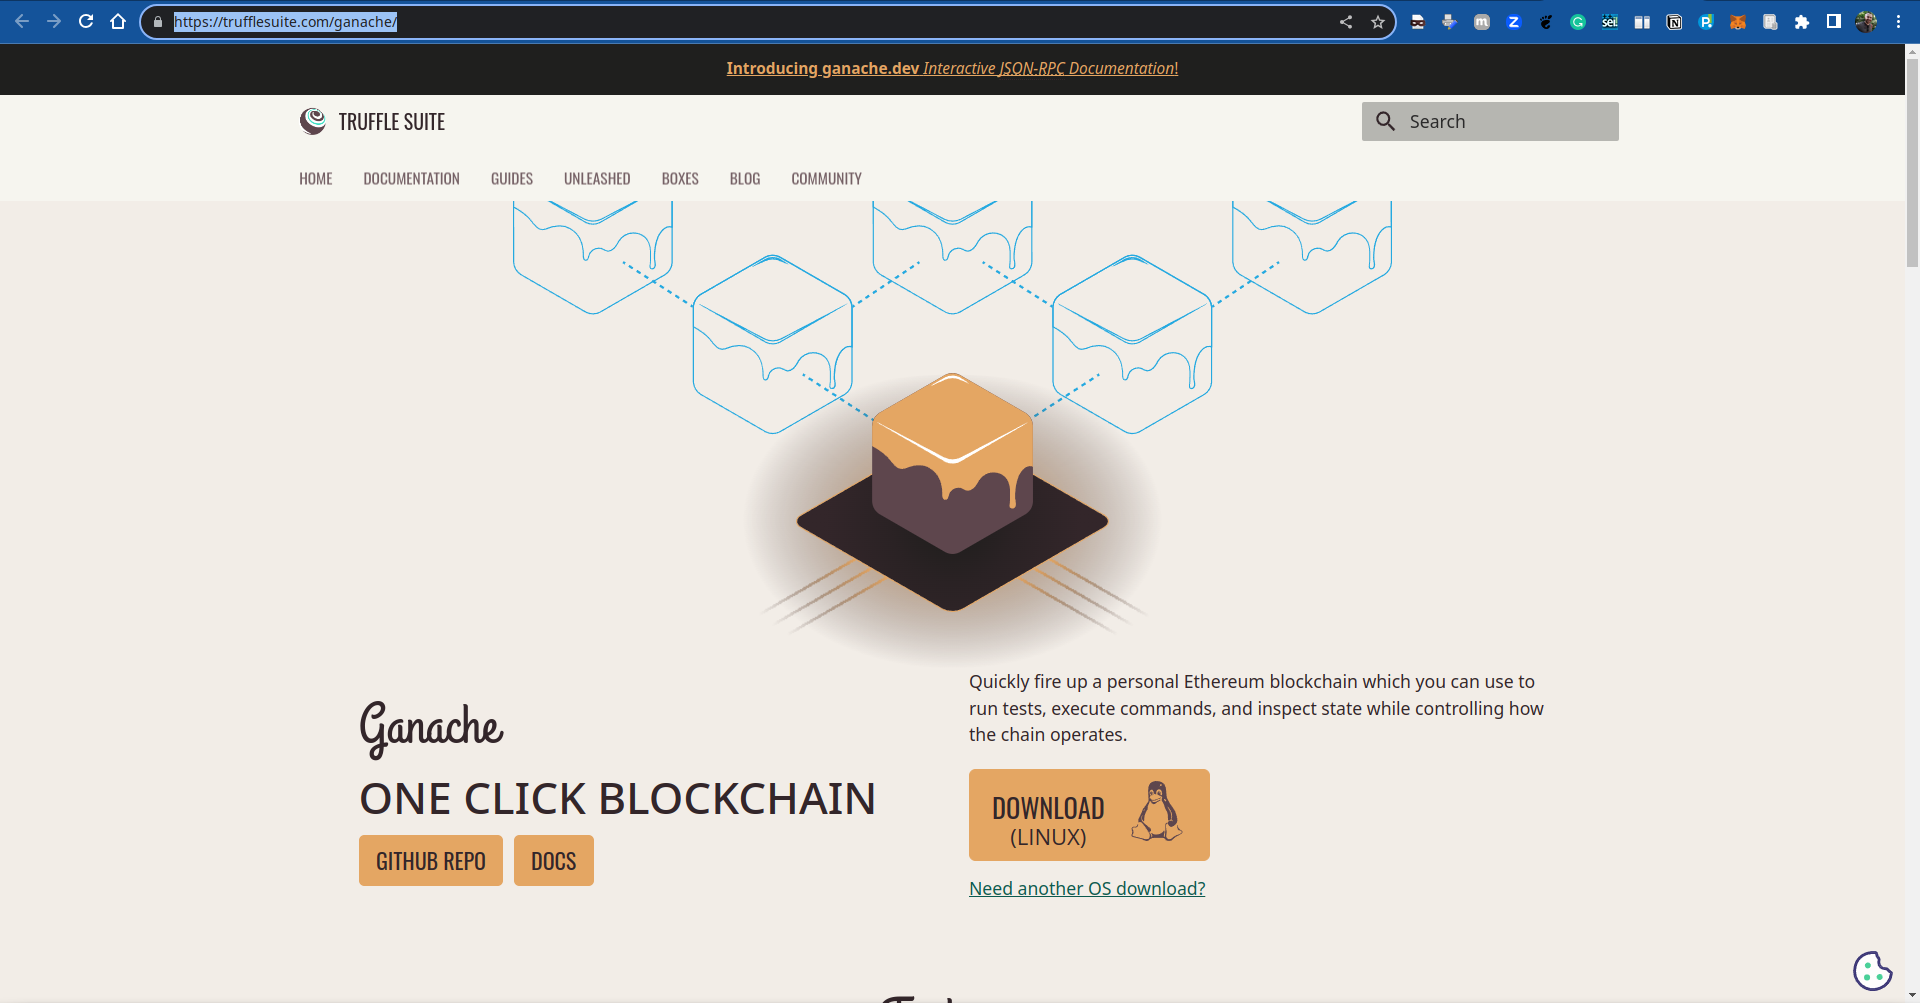 https://trufflesuite.com/ganache/
Introducing ganache.dev Interactive JSON-RPC Documentation!
TRUFFLE SUITE
Search
HOME DOCUMENTATION GUIDES UNLEASHED BOXES BLOG COMMUNITY
Quickly fire up a personal Ethereum blockchain which you can use to
run tests, execute commands, and inspect state while controlling how
the chain operates.
Ganache
ONE CLICK BLOCKCHAIN
GITHUB REPO DOCS
DOWNLOAD
(LINUX)
Need another OS download?